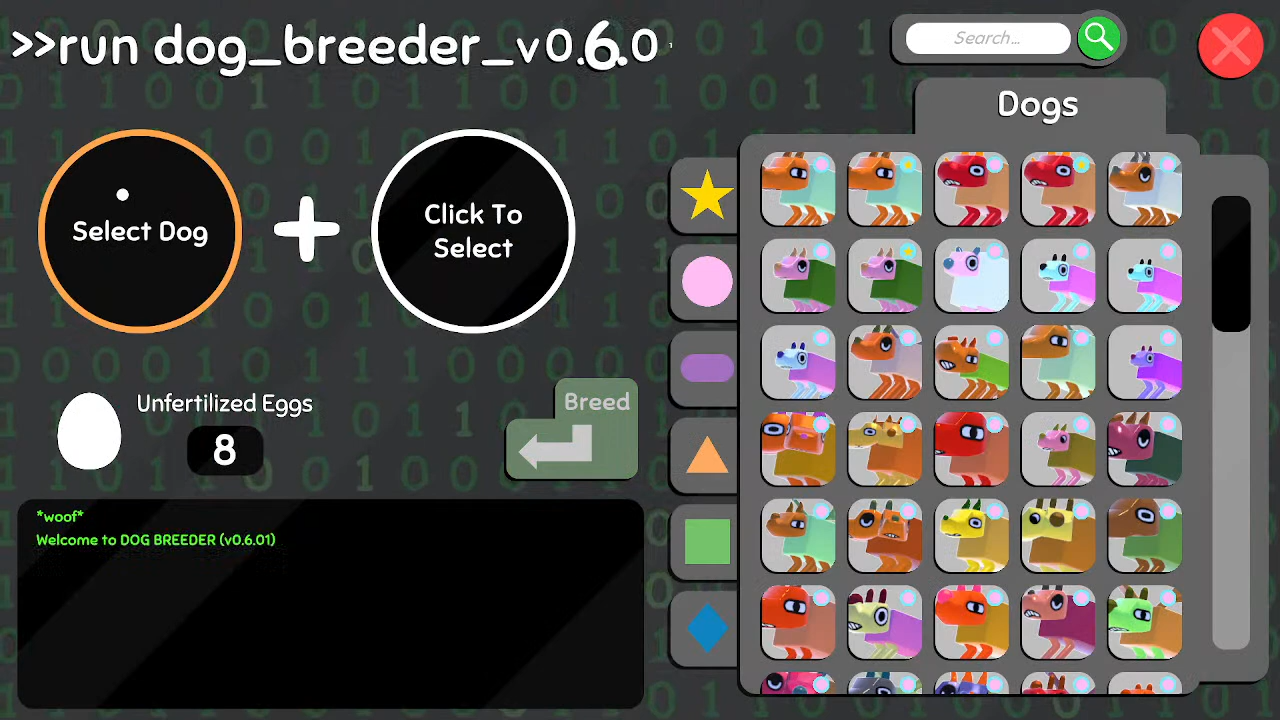 >>run dog_breeder_v0.6.0
Search...
Dogs
Select Dog
Click To
Select
Unfertilized Eggs
8
Breed
*woof*
Welcome to DOG BREEDER (v0.6.01)